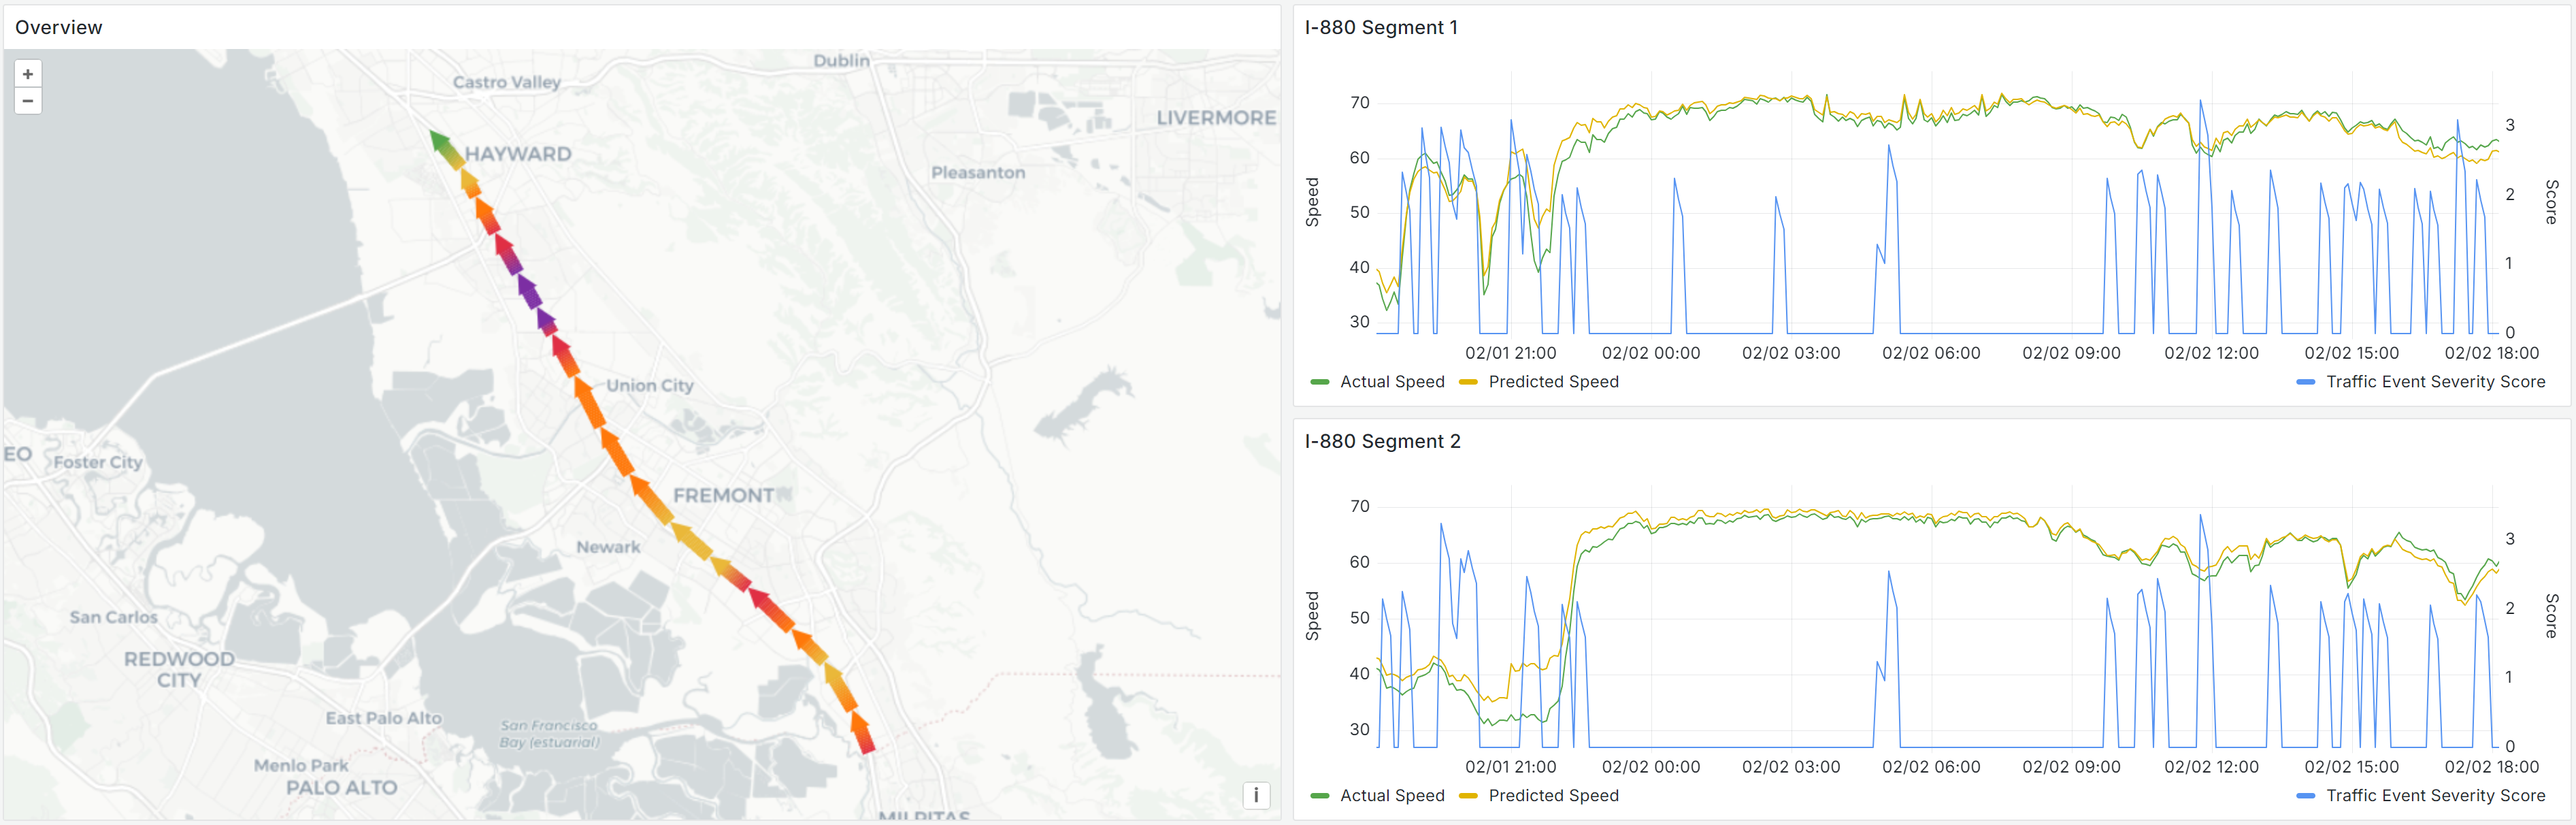 Overview
+
−
Castro Valley
Dublin
LIVERMORE
HAYWARD
Pleasanton
Union City
EO
Foster City
FREMONT
Newark
San Carlos
REDWOOD
CITY
East Palo Alto
San Francisco
Bay (estuarial)
Menlo Park
PALO ALTO
MILPITAS
i
I-880 Segment 1
70
60
50
40
30
Speed
3
2
1
0
Score
02/01 21:00 02/02 00:00 02/02 03:00 02/02 06:00 02/02 09:00 02/02 12:00 02/02 15:00 02/02 18:00
Actual Speed Predicted Speed Traffic Event Severity Score
I-880 Segment 2
70
60
50
40
30
Speed
3
2
1
0
Score
02/01 21:00 02/02 00:00 02/02 03:00 02/02 06:00 02/02 09:00 02/02 12:00 02/02 15:00 02/02 18:00
Actual Speed Predicted Speed Traffic Event Severity Score